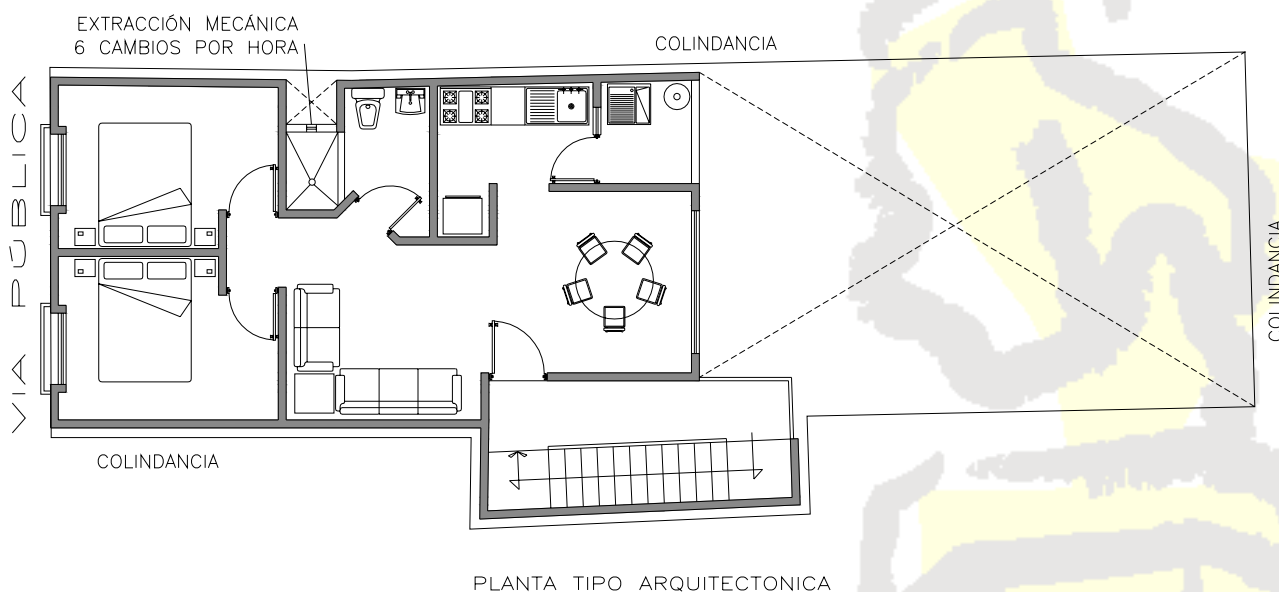 EXTRACCIÓN MECÁNICA
6 CAMBIOS POR HORA
COLINDANCIA
VIA PÚBLICA
COLINDANCIA
COLINDANCIA
PLANTA TIPO ARQUITECTONICA